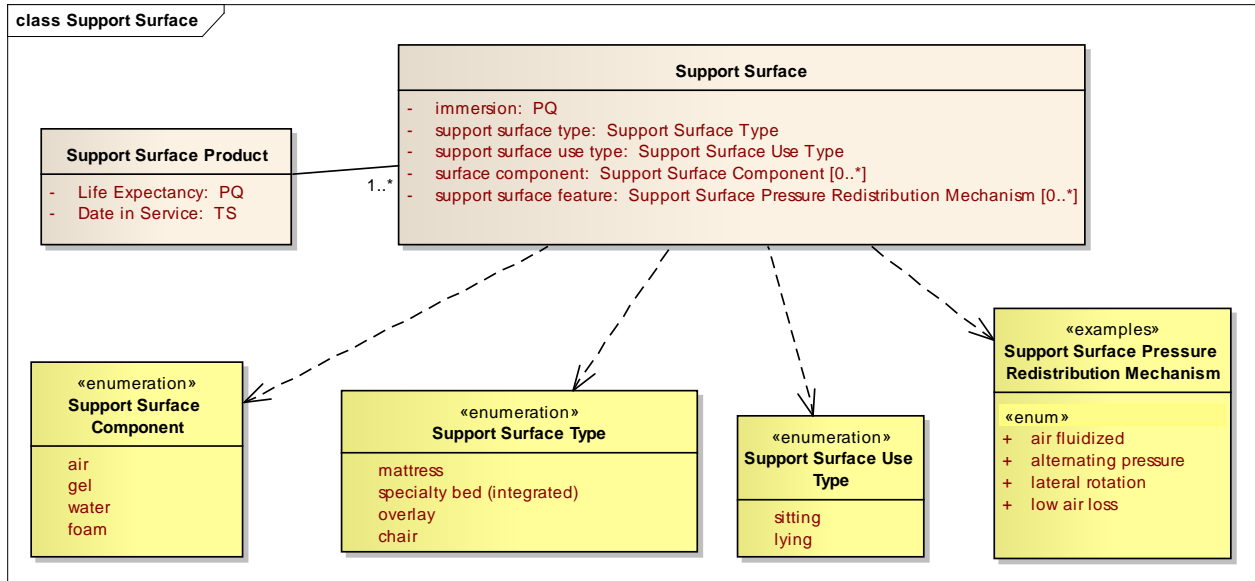 class Support Surface
Support Surface
- immersion: PQ
- support surface type: Support Surface Type
- support surface use type: Support Surface Use Type
- surface component: Support Surface Component [0..*]
- support surface feature: Support Surface Pressure Redistribution Mechanism [0..*]
Support Surface Product
- Life Expectancy: PQ
- Date in Service: TS
1..*
«enumeration»
Support Surface
Component
air
gel
water
foam
«enumeration»
Support Surface Type
mattress
specialty bed (integrated)
overlay
chair
«enumeration»
Support Surface Use
Type
sitting
lying
«examples»
Support Surface Pressure
Redistribution Mechanism
«enum»
+ air fluidized
+ alternating pressure
+ lateral rotation
+ low air loss